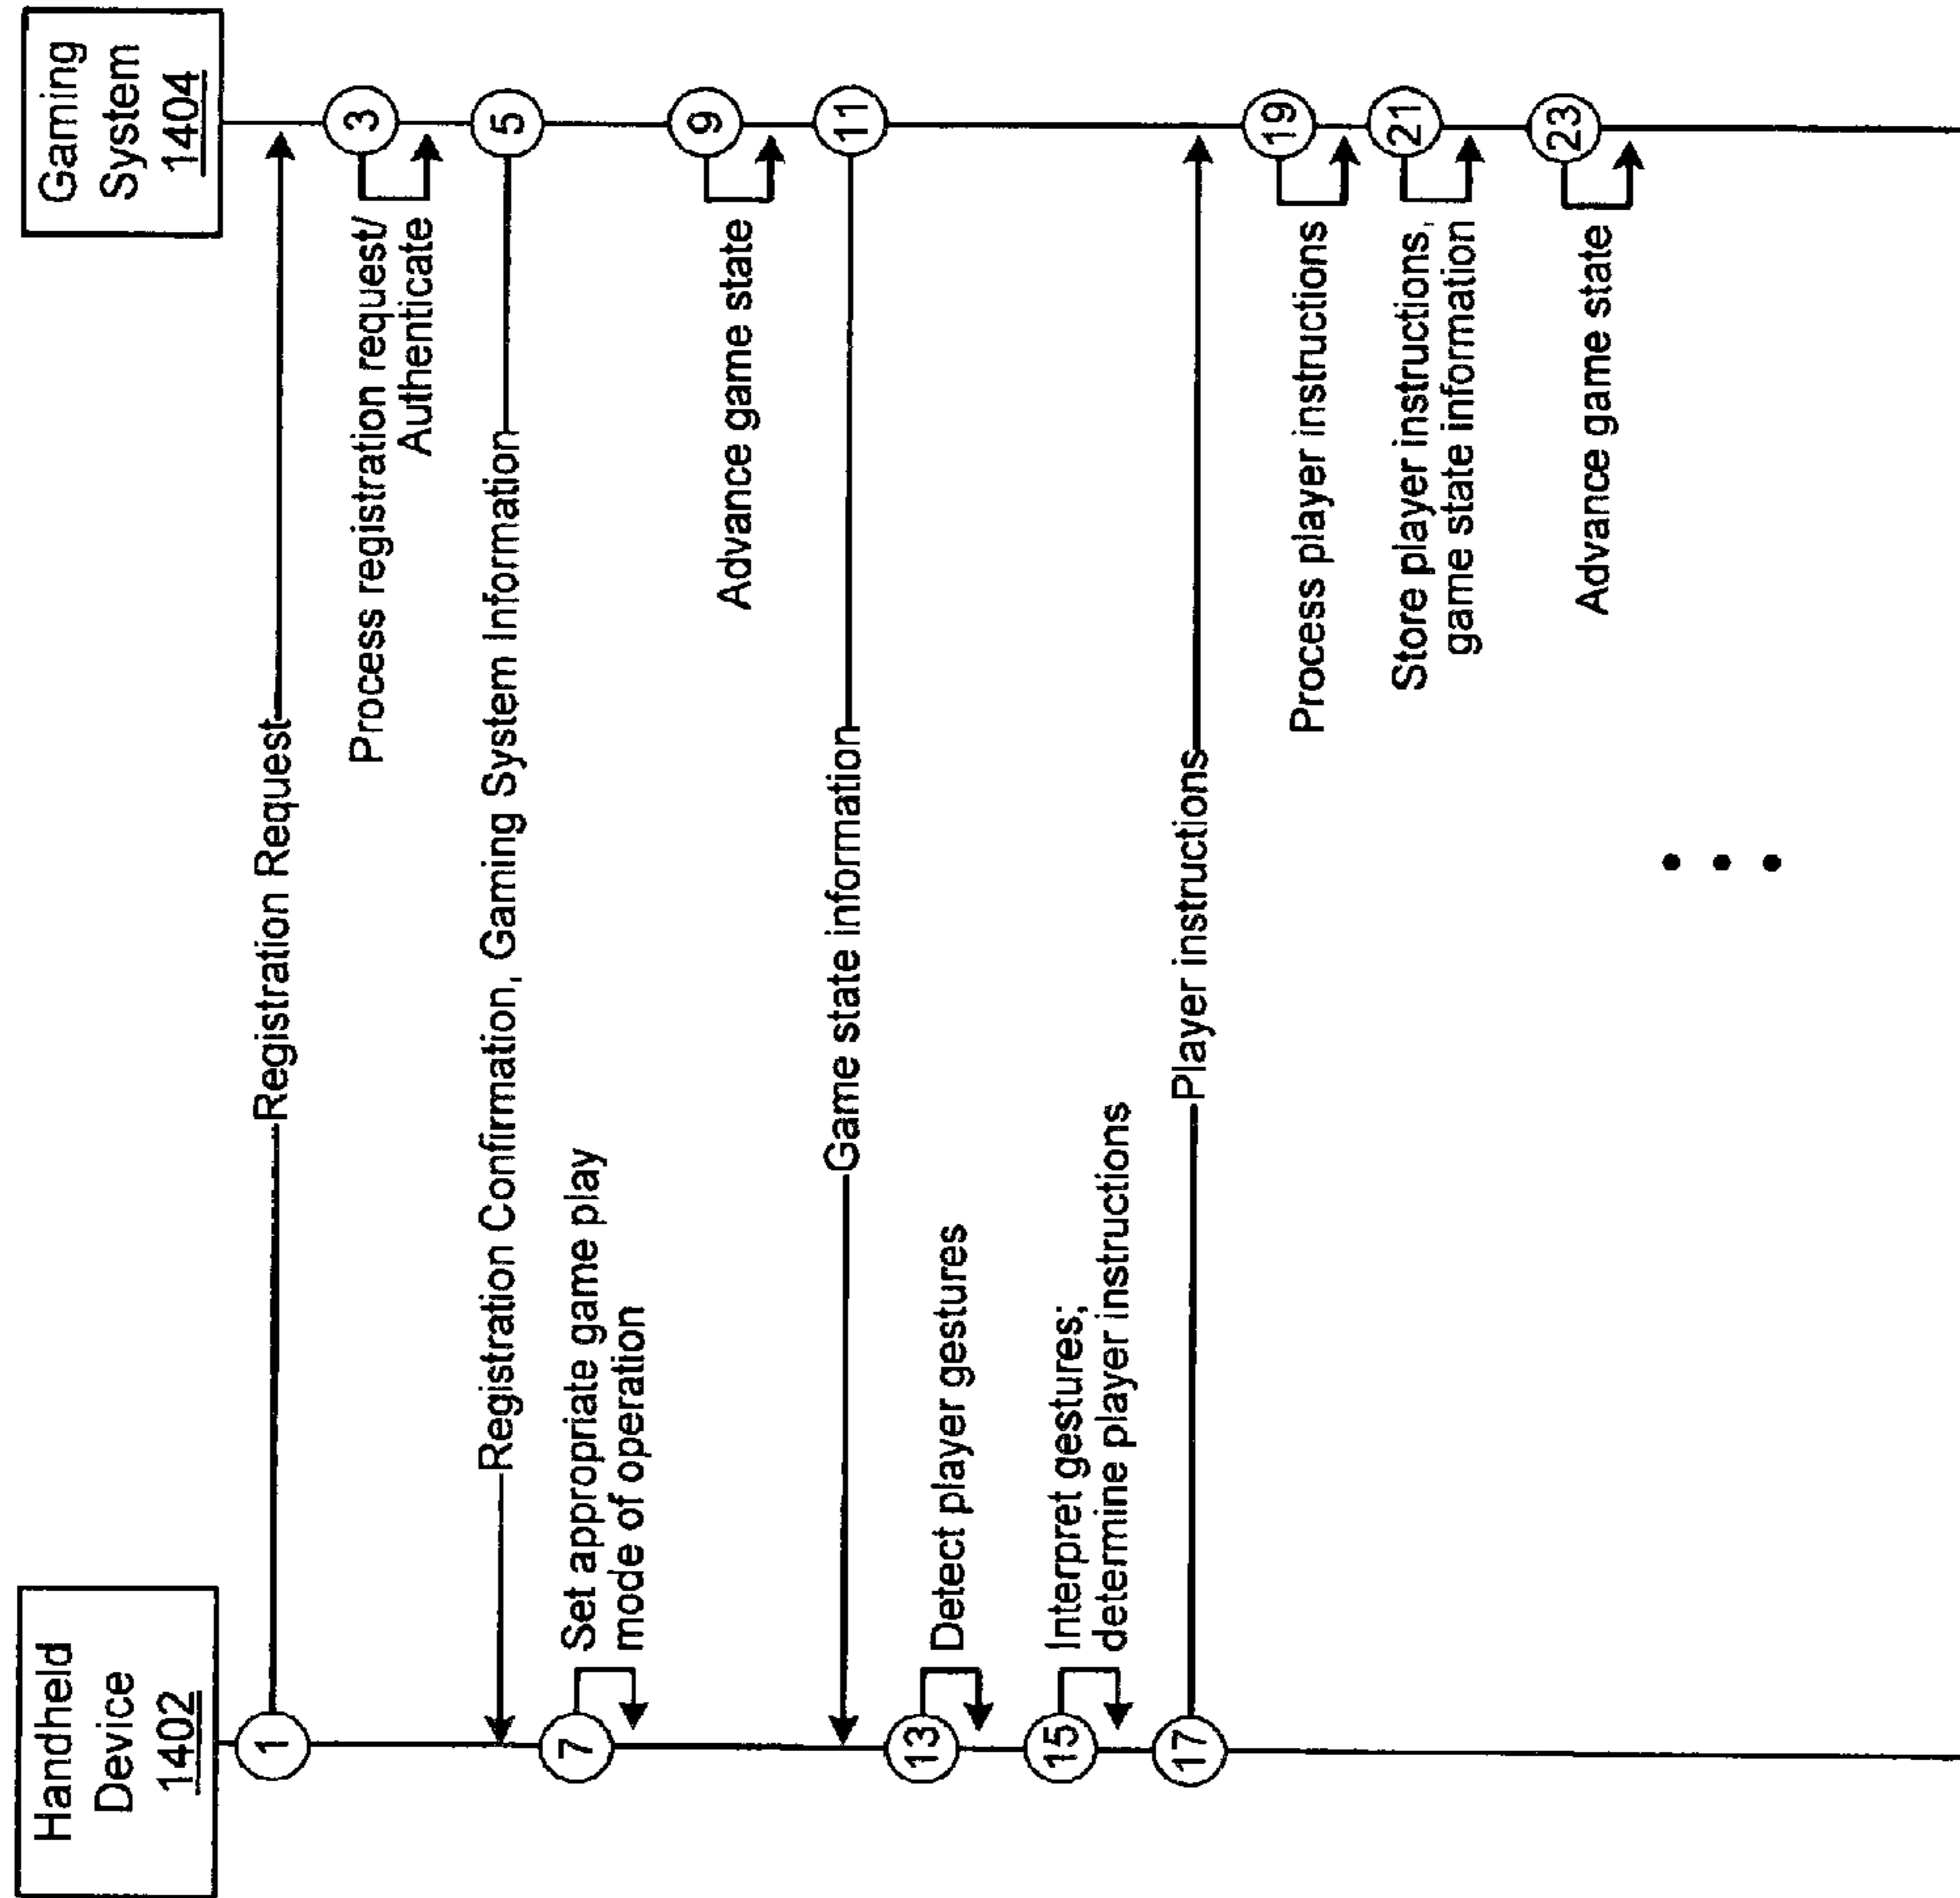 Handheld
Device
1402
Gaming
System
1404
1
Registration Request
3
Process registration request/
Authenticate
5
Registration Confirmation, Gaming System Information
7
Set appropriate game play
mode of operation
9
Advance game state
11
Game state information
13
Detect player gestures
15
Interpret gestures;
determine player instructions
17
Player instructions
19
Process player instructions
21
Store player instructions,
game state information
23
Advance game state